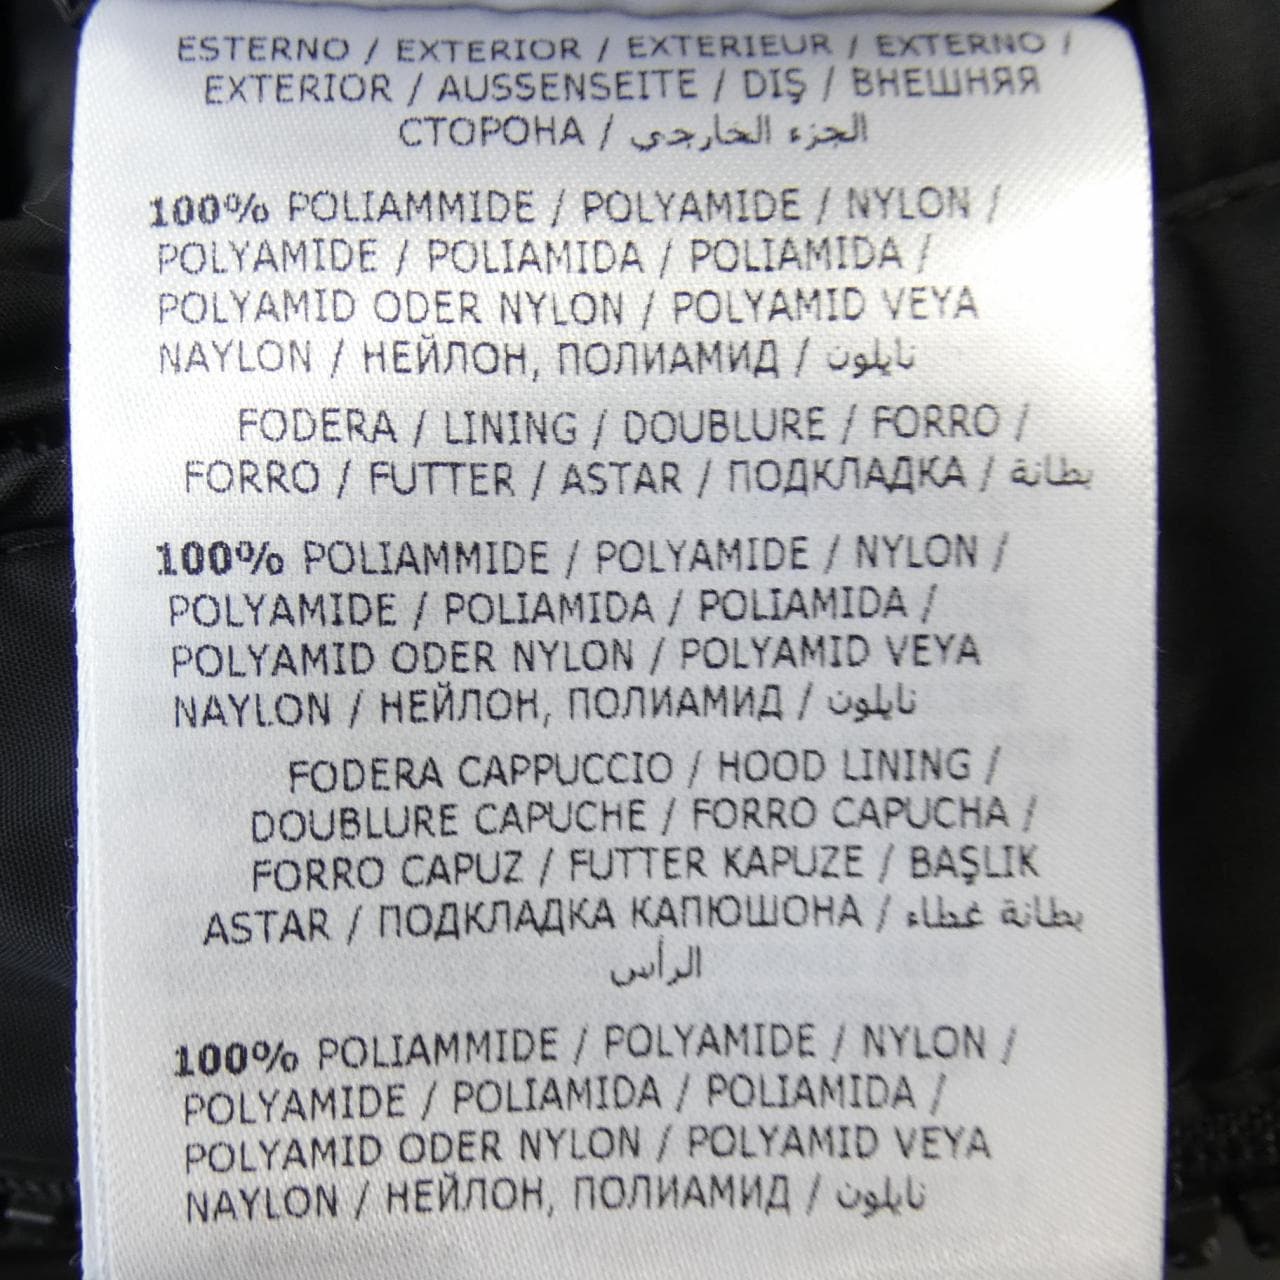 ESTERNO / EXTERIOR / EXTERIEUR / EXTERNO /
EXTERIOR / AUSSENSEITE / DIŞ / ВНЕШНЯЯ
СТОРОНА / الجزء الخارجي
100% POLIAMMIDE / POLYAMIDE / NYLON /
POLYAMIDE / POLIAMIDA / POLIAMIDA /
POLYAMID ODER NYLON / POLYAMID VEYA
NAYLON / НЕЙЛОН, ПОЛИАМИД / نايلون
FODERA / LINING / DOUBLURE / FORRO /
FORRO / FUTTER / ASTAR / ПОДКЛАДКА / بطانة
100% POLIAMMIDE / POLYAMIDE / NYLON /
POLYAMIDE / POLIAMIDA / POLIAMIDA /
POLYAMID ODER NYLON / POLYAMID VEYA
NAYLON / НЕЙЛОН, ПОЛИАМИД / نايلون
FODERA CAPPUCCIO / HOOD LINING /
DOUBLURE CAPUCHE / FORRO CAPUCHA /
FORRO CAPUZ / FUTTER KAPUZE / BAŞLIK
ASTAR / ПОДКЛАДКА КАПЮШОНА / بطانة غطاء
الرأس
100% POLIAMMIDE / POLYAMIDE / NYLON /
POLYAMIDE / POLIAMIDA / POLIAMIDA /
POLYAMID ODER NYLON / POLYAMID VEYA
NAYLON / НЕЙЛОН, ПОЛИАМИД / نايلون